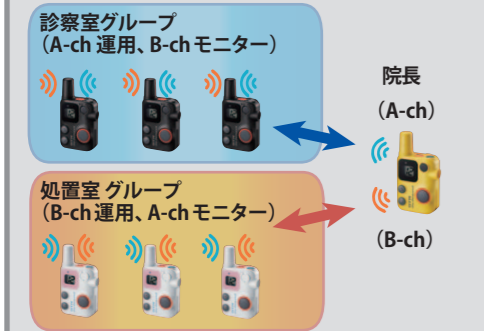 診察室グループ
（A-ch 運用、B-ch モニター）
院長
（A-ch）
処置室 グループ
（B-ch 運用、A-ch モニター）
（B-ch）